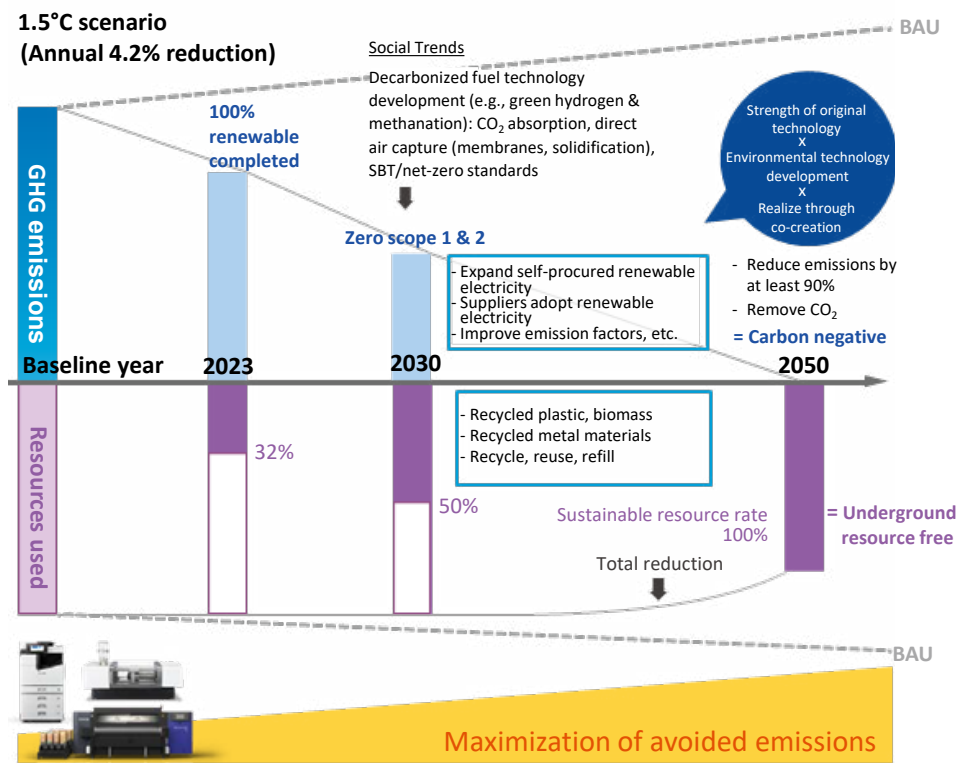 1.5°C scenario
(Annual 4.2% reduction)
BAU
Social Trends
Decarbonized fuel technology
development (e.g., green hydrogen &
methanation): CO₂ absorption, direct
air capture (membranes, solidification),
SBT/net-zero standards
100%
renewable
completed
Strength of original
technology
x
Environmental technology
development
x
Realize through
co-creation
GHG emissions
Zero scope 1 & 2
- Expand self-procured renewable
electricity
- Suppliers adopt renewable
electricity
- Improve emission factors, etc.
- Reduce emissions by
at least 90%
- Remove CO₂
= Carbon negative
Baseline year
2023
2030
2050
Resources used
32%
50%
- Recycled plastic, biomass
- Recycled metal materials
- Recycle, reuse, refill
Sustainable resource rate
100%
= Underground
resource free
Total reduction
BAU
Maximization of avoided emissions